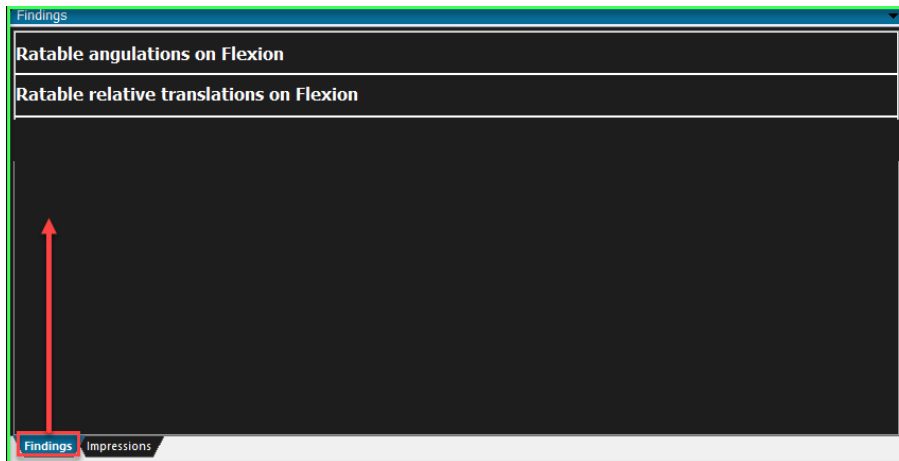 Findings
Ratable angulations on Flexion
Ratable relative translations on Flexion
Findings Impressions